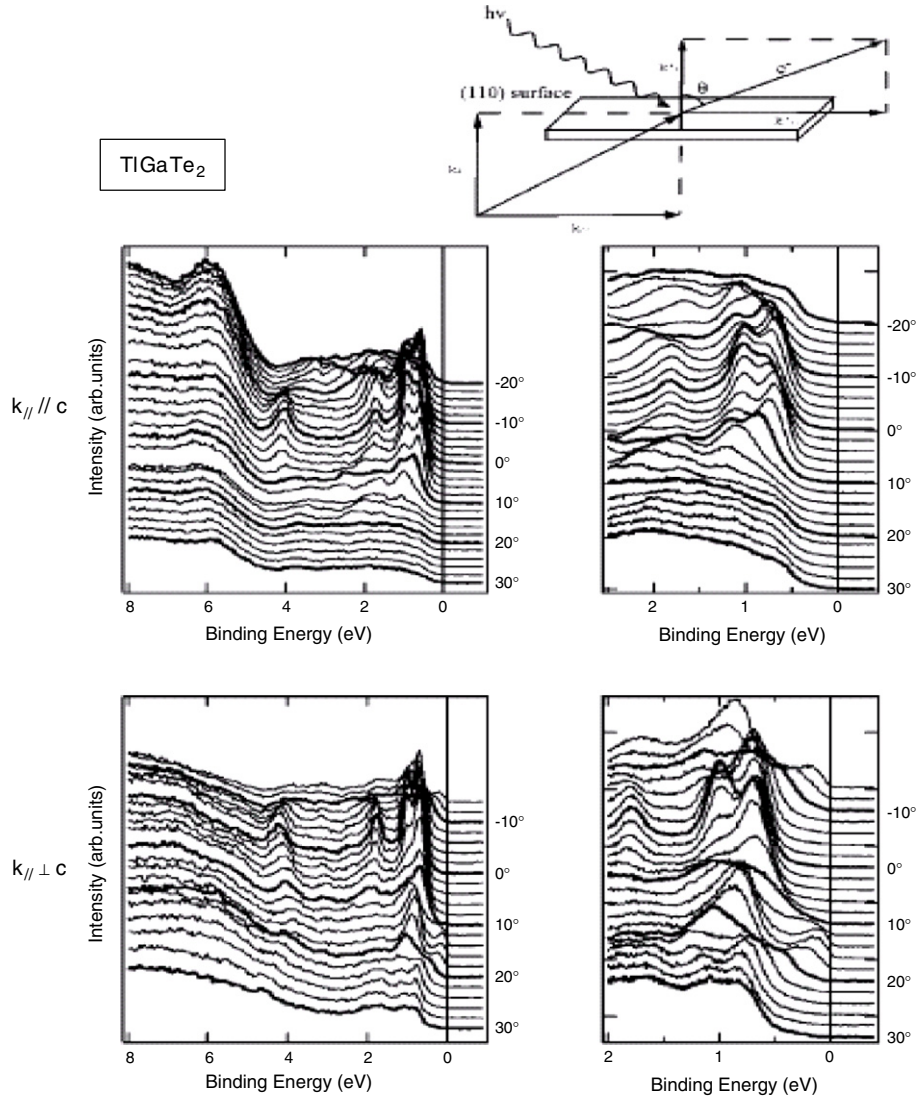 hν
(110) surface
θ
TlGaTe2
k// // c
Intensity (arb.units)
-20°
-10°
0°
10°
20°
30°
8 6 4 2 0
Binding Energy (eV)
-20°
-10°
0°
10°
20°
30°
2 1 0
Binding Energy (eV)
k// ⊥ c
Intensity (arb.units)
-10°
0°
10°
20°
30°
8 6 4 2 0
Binding Energy (eV)
-10°
0°
10°
20°
30°
2 1 0
Binding Energy (eV)